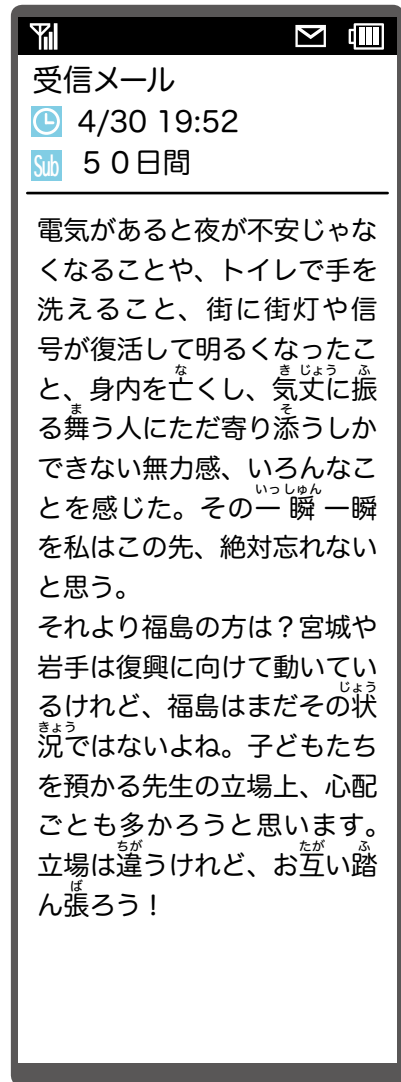 受信メール
4/30 19:52
Sub 50日間
電気があると夜が不安じゃな
くなることや、トイレで手を
洗えること、街に街灯や信
号が復活して明るくなったこ
と、身内を亡くし、気丈に振
る舞う人にただ寄り添うしか
できない無力感、いろんなこ
とを感じた。その一瞬一瞬
を私はこの先、絶対忘れない
と思う。
それより福島の方は?宮城や
岩手は復興に向けて動いてい
るけれど、福島はまだその状
況ではないよね。子どもたち
を預かる先生の立場上、心配
ごとも多かろうと思います。
立場は違うけれど、お互い踏
ん張ろう!